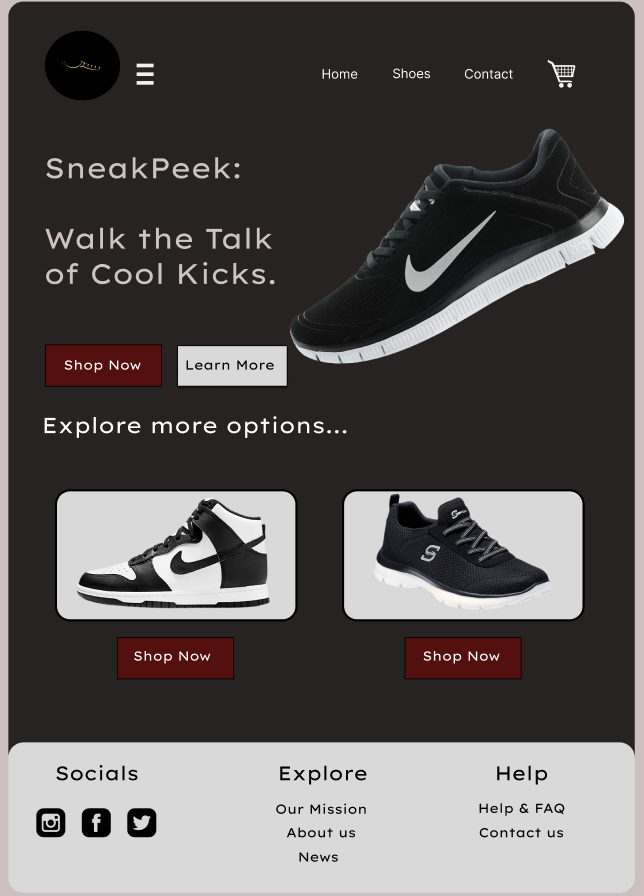 Home Shoes Contact
SneakPeek:
Walk the Talk
of Cool Kicks.
Shop Now Learn More
Explore more options...
S
Shop Now Shop Now
Socials Explore Help
Our Mission Help & FAQ
About us Contact us
News